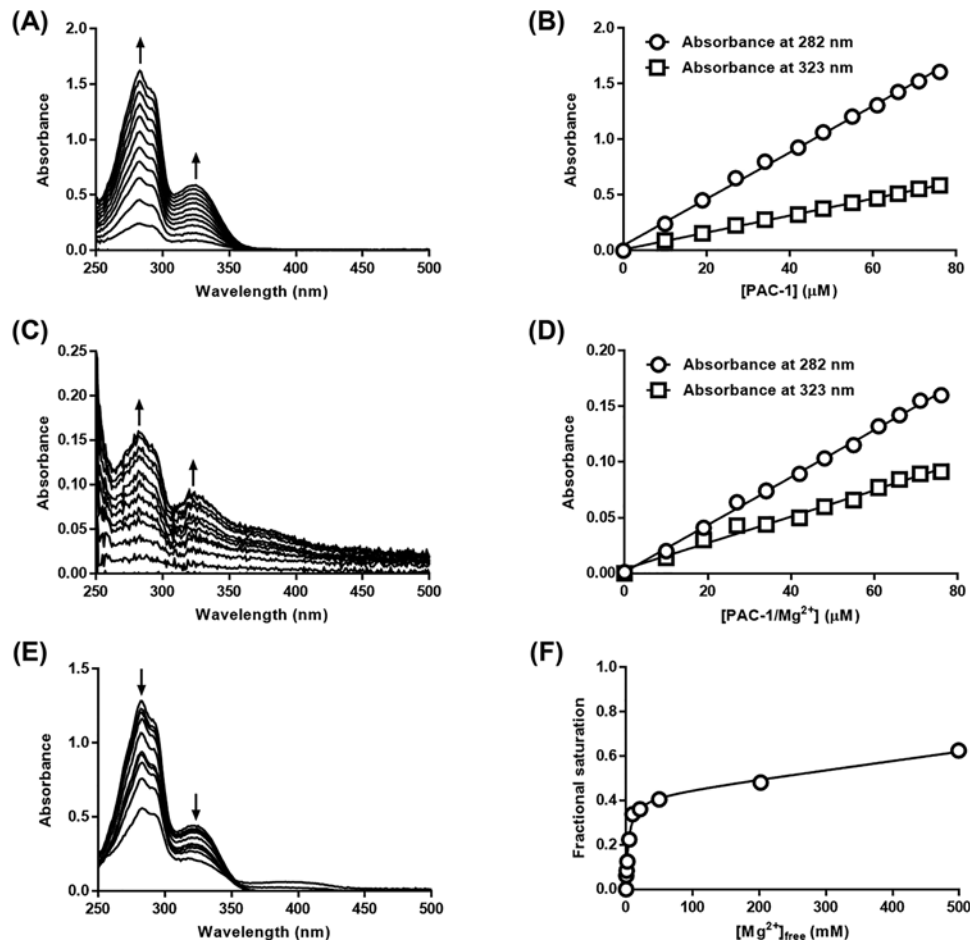 (A)
2.0
1.5
1.0
0.5
0.0
Absorbance
250 300 350 400 450 500
Wavelength (nm)
(B)
2.0
1.5
1.0
0.5
0.0
Absorbance
Absorbance at 282 nm
Absorbance at 323 nm
0 20 40 60 80
[PAC-1] (μM)
(C)
0.25
0.20
0.15
0.10
0.05
0.00
Absorbance
250 300 350 400 450 500
Wavelength (nm)
(D)
0.20
0.15
0.10
0.05
0.00
Absorbance
Absorbance at 282 nm
Absorbance at 323 nm
0 20 40 60 80
[PAC-1/Mg²⁺] (μM)
(E)
1.5
1.0
0.5
0.0
Absorbance
250 300 350 400 450 500
Wavelength (nm)
(F)
1.0
0.8
0.6
0.4
0.2
0.0
Fractional saturation
0 100 200 300 400 500
[Mg²⁺]free (mM)